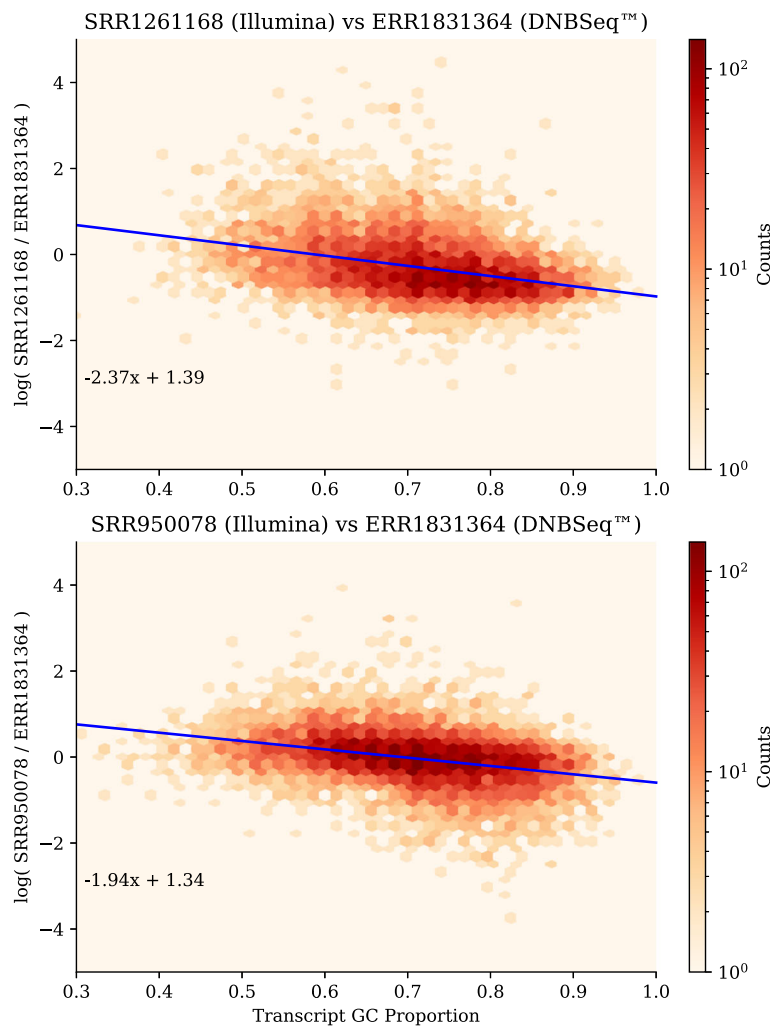 SRR1261168 (Illumina) vs ERR1831364 (DNBSeq™)
log( SRR1261168 / ERR1831364 )
4
2
0
−2
−4
-2.37x + 1.39
0.3 0.4 0.5 0.6 0.7 0.8 0.9 1.0
10²
10¹
10⁰
Counts
SRR950078 (Illumina) vs ERR1831364 (DNBSeq™)
log( SRR950078 / ERR1831364 )
4
2
0
−2
−4
-1.94x + 1.34
0.3 0.4 0.5 0.6 0.7 0.8 0.9 1.0
Transcript GC Proportion
10²
10¹
10⁰
Counts